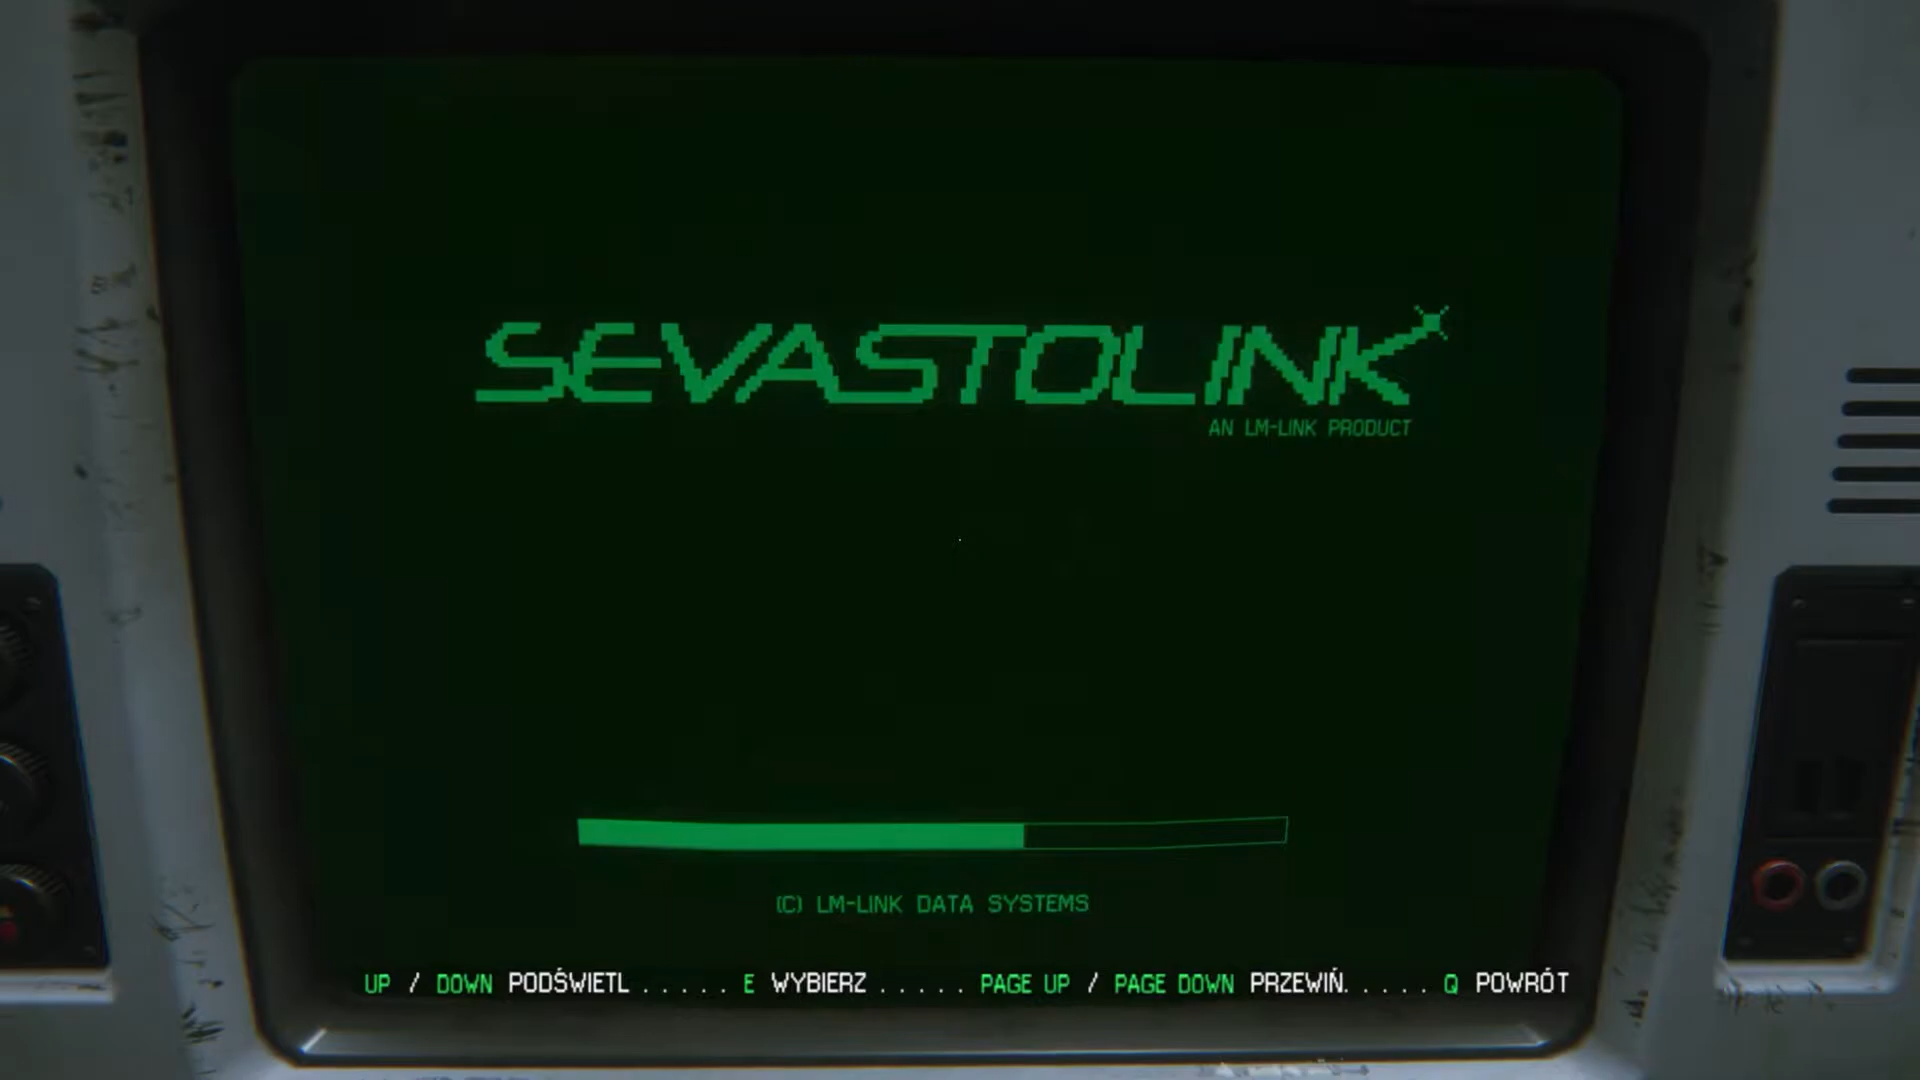 SEVASTOLINK
AN LM-LINK PRODUCT
(C) LM-LINK DATA SYSTEMS
UP / DOWN PODŚWIETL ..... E WYBIERZ ..... PAGE UP / PAGE DOWN PRZEWIŃ..... Q POWRÓT